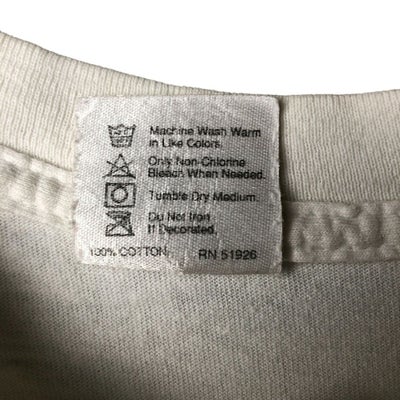 Machine Wash Warm
in Like Colors.
Only Non-Chlorine
Bleach When Needed.
Tumble Dry Medium.
Do Not Iron
If Decorated.
100% COTTON RN 51926